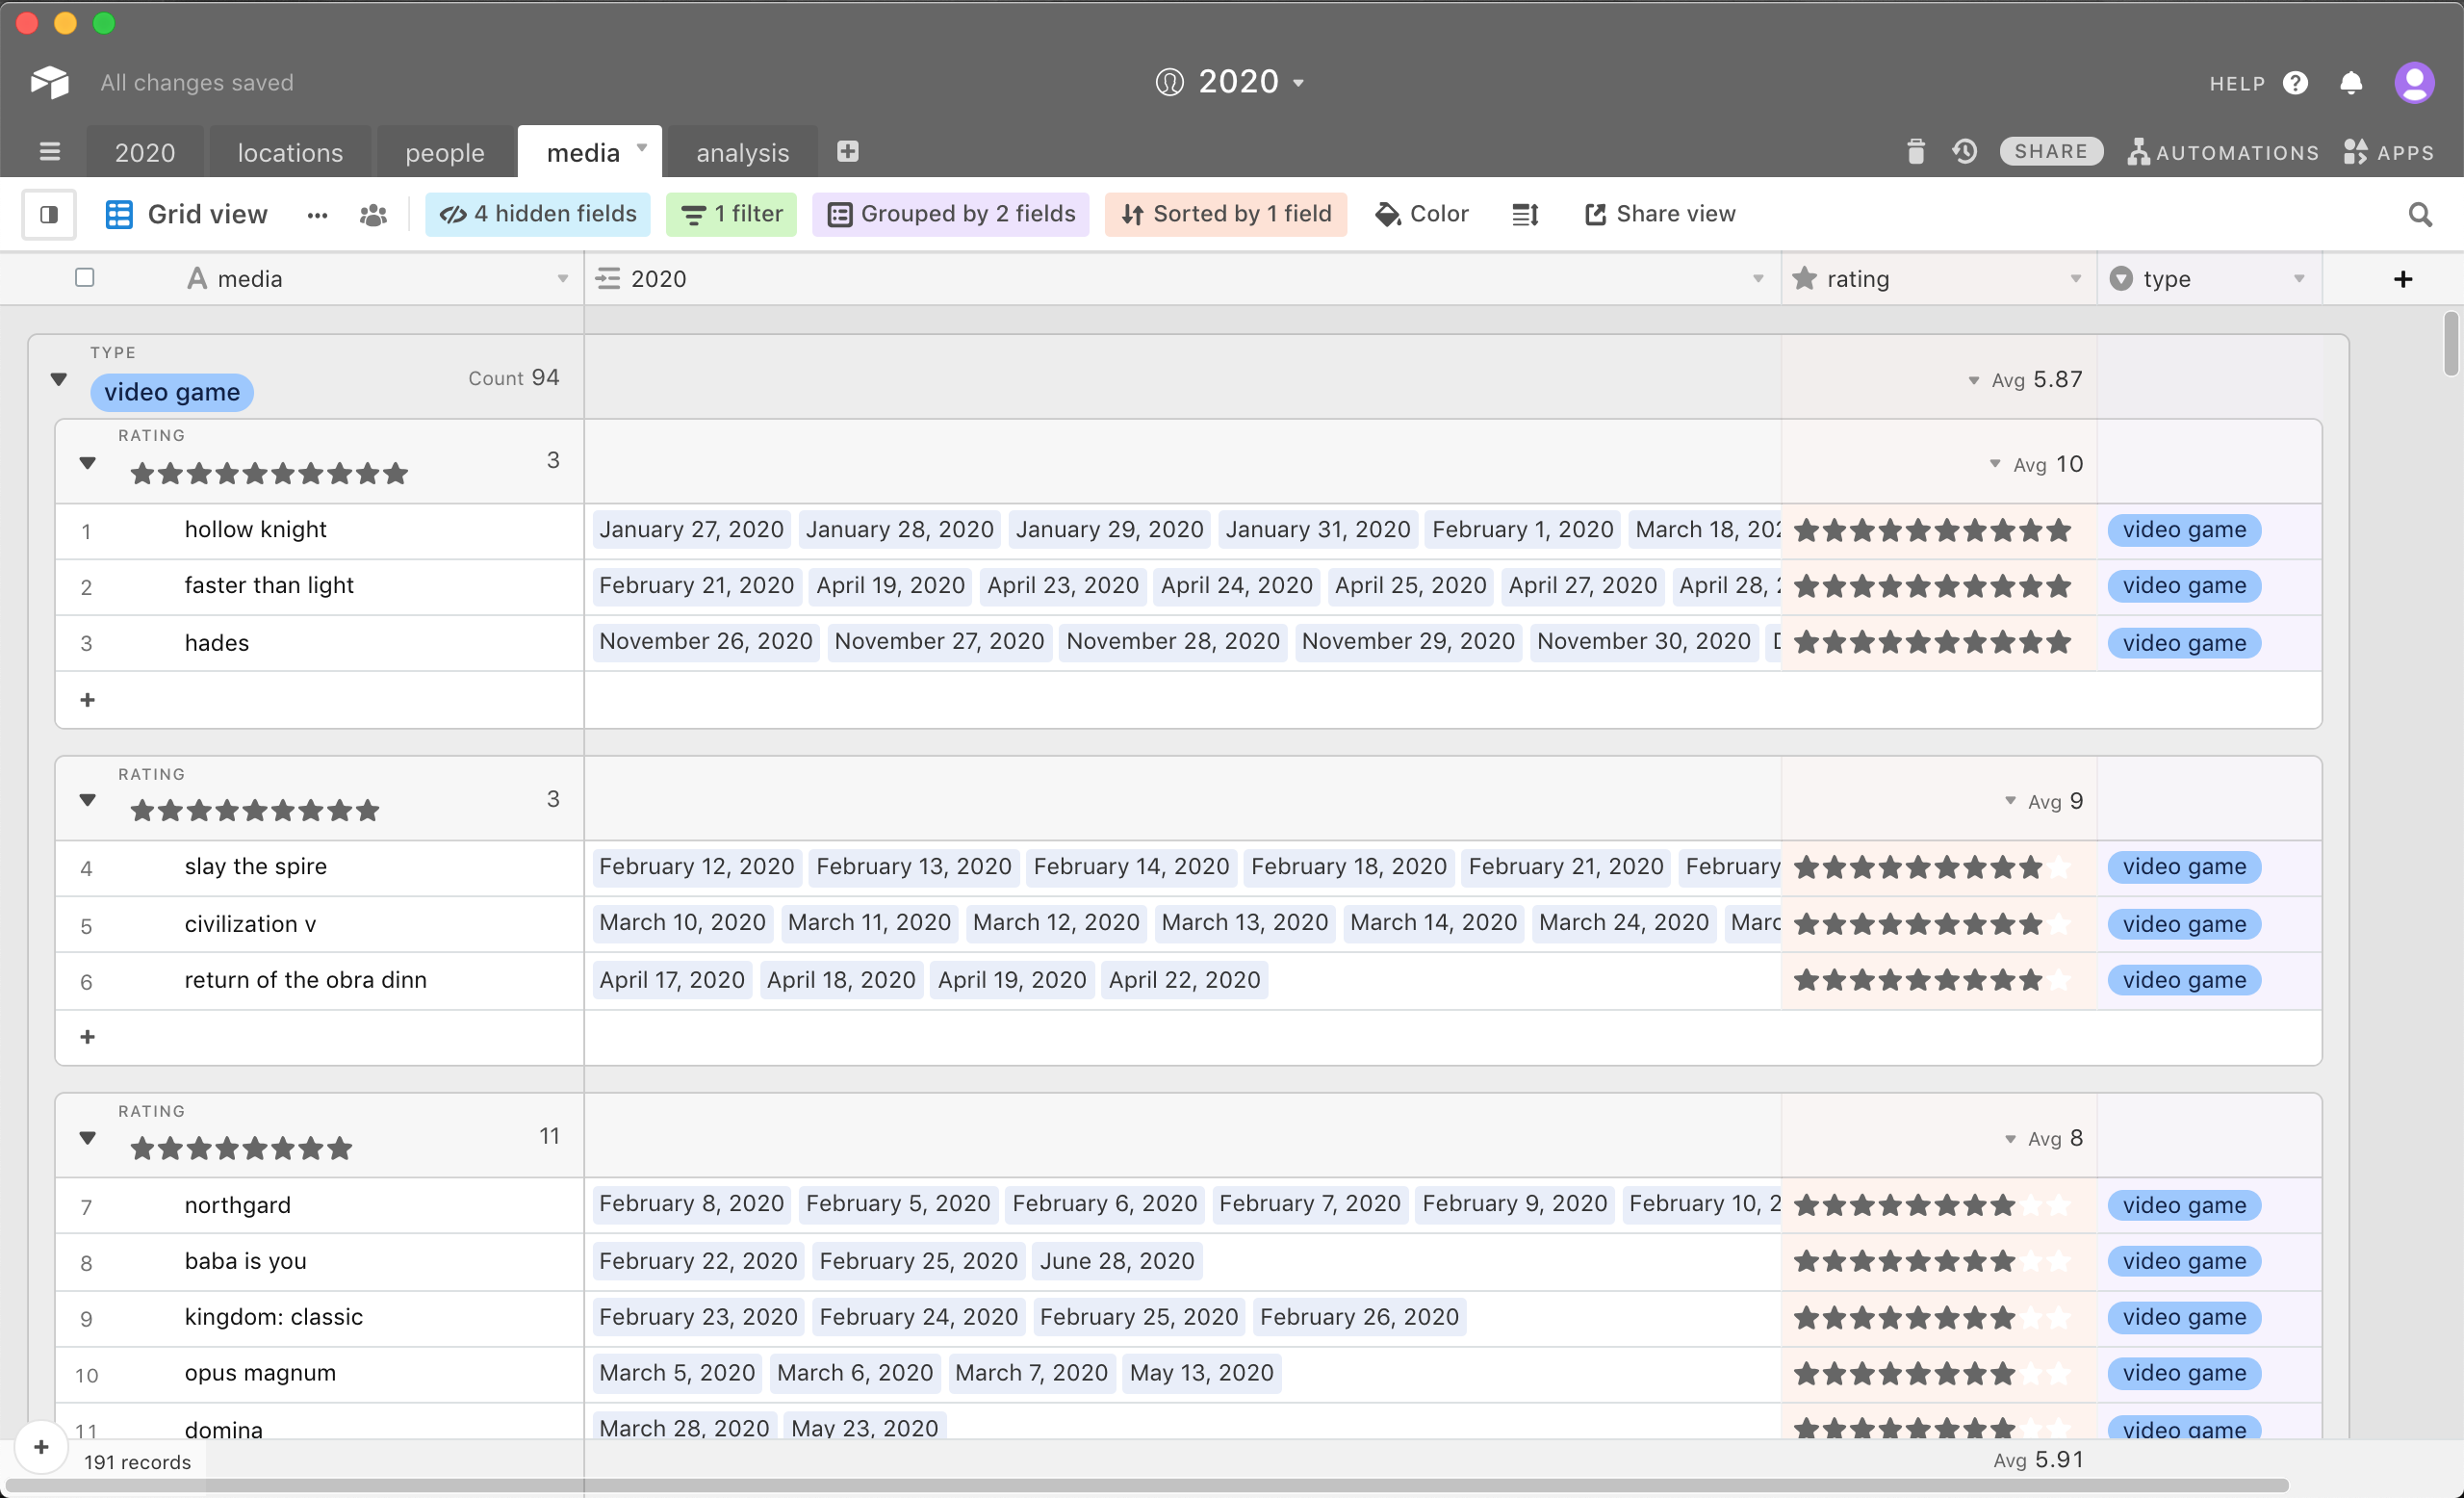 All changes saved
2020
HELP
2020 locations people media analysis
SHARE AUTOMATIONS APPS
Grid view 4 hidden fields 1 filter Grouped by 2 fields Sorted by 1 field Color Share view
media 2020 rating type
TYPE
video game Count 94 Avg 5.87
RATING
3 Avg 10
1 hollow knight January 27, 2020 January 28, 2020 January 29, 2020 January 31, 2020 February 1, 2020 March 18, 202 video game
2 faster than light February 21, 2020 April 19, 2020 April 23, 2020 April 24, 2020 April 25, 2020 April 27, 2020 April 28, video game
3 hades November 26, 2020 November 27, 2020 November 28, 2020 November 29, 2020 November 30, 2020 video game
+
RATING
3 Avg 9
4 slay the spire February 12, 2020 February 13, 2020 February 14, 2020 February 18, 2020 February 21, 2020 February video game
5 civilization v March 10, 2020 March 11, 2020 March 12, 2020 March 13, 2020 March 14, 2020 March 24, 2020 Marc video game
6 return of the obra dinn April 17, 2020 April 18, 2020 April 19, 2020 April 22, 2020 video game
+
RATING
11 Avg 8
7 northgard February 8, 2020 February 5, 2020 February 6, 2020 February 7, 2020 February 9, 2020 February 10, 2 video game
8 baba is you February 22, 2020 February 25, 2020 June 28, 2020 video game
9 kingdom: classic February 23, 2020 February 24, 2020 February 25, 2020 February 26, 2020 video game
10 opus magnum March 5, 2020 March 6, 2020 March 7, 2020 May 13, 2020 video game
11 domina March 28, 2020 May 23, 2020 video game
+ 191 records Avg 5.91